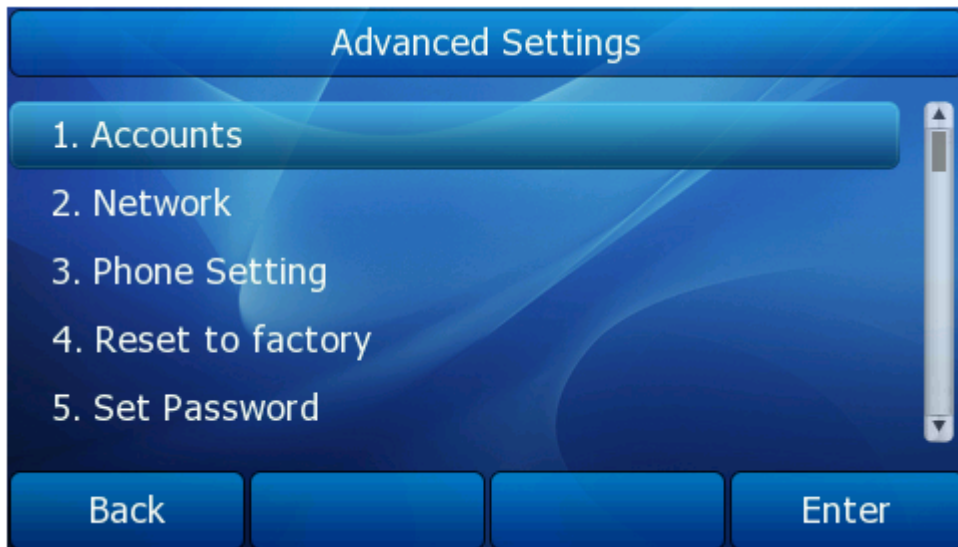 Advanced Settings
1. Accounts
2. Network
3. Phone Setting
4. Reset to factory
5. Set Password
Back
Enter